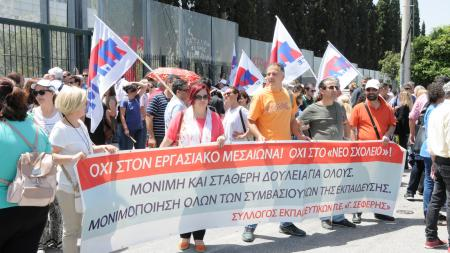 ΟΧΙ ΣΤΟΝ ΕΡΓΑΣΙΑΚΟ ΜΕΣΑΙΩΝΑ! ΟΧΙ ΣΤΟ «ΝΕΟ ΣΧΟΛΕΙΟ»!
ΜΟΝΙΜΗ ΚΑΙ ΣΤΑΘΕΡΗ ΔΟΥΛΕΙΑ ΓΙΑ ΟΛΟΥΣ.
ΜΟΝΙΜΟΠΟΙΗΣΗ ΟΛΩΝ ΤΩΝ ΣΥΜΒΑΣΙΟΥΧΩΝ ΤΗΣ ΕΚΠΑΙΔΕΥΣΗΣ.
ΣΥΛΛΟΓΟΣ ΕΚΠΑΙΔΕΥΤΙΚΩΝ Π.Ε. «Γ. ΣΕΦΕΡΗΣ»